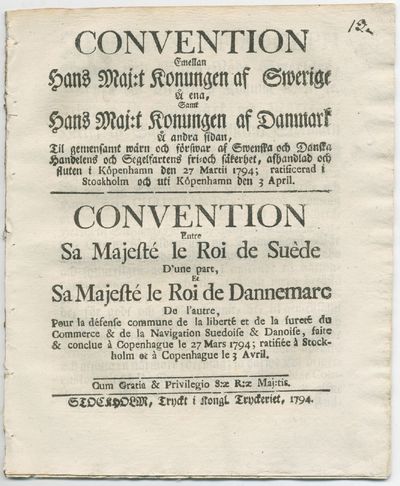 12.
CONVENTION
Emellan
Hans Maj:t Konungen af Swerige
Å ena,
Samt
Hans Maj:t Konungen af Danmark
Å andra sidan,
Til gemensamt wärn och förswar af Swenska och Danska
Handelens och Segelfartens fri- och säkerhet, afhandlad och
sluten i Köpenhamn den 27 Martii 1794; ratificerad i
Stockholm och uti Köpenhamn den 3 April.
CONVENTION
Entre
Sa Majesté le Roi de Suède
D'une part,
Et
Sa Majesté le Roi de Dannemarc
De l'autre,
Pour la défense commune de la liberté et de la sureté du
Commerce & de la Navigation Suedoise & Danoise, faite
& conclue à Copenhague le 27 Mars 1794; ratifiée à Stock-
holm & à Copenhague le 3 Avril.
Cum Gratia & Privilegio S:æ R:æ Maj:tis.
STOCKHOLM, Tryckt i Kongl. Tryckeriet, 1794.